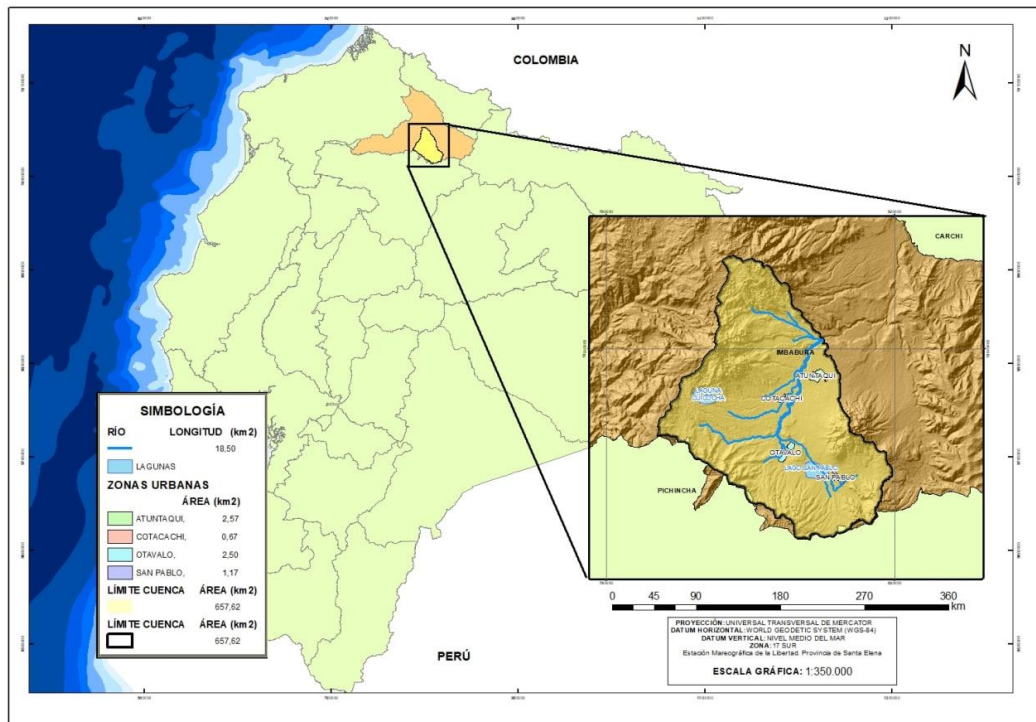 COLOMBIA
N
CARCHI
IMBABURA
ATUNTAQUI
LAGUNA
COTACACHI
OTAVALO
LAGO SAN PABLO
SAN PABLO
PICHINCHA
SIMBOLOGÍA
RÍO LONGITUD (km2)
18,50
LAGUNAS
ZONAS URBANAS
ÁREA (km2)
ATUNTAQUI, 2,57
COTACACHI, 0,67
OTAVALO, 2,50
SAN PABLO, 1,17
LÍMITE CUENCA ÁREA (km2)
657,62
LÍMITE CUENCA ÁREA (km2)
657,62
0 45 90 180 270 360
km
PROYECCIÓN: UNIVERSAL TRANSVERSAL DE MERCATOR
DATUM HORIZONTAL: WORLD GEODETIC SYSTEM (WGS-84)
DATUM VERTICAL: NIVEL MEDIO DEL MAR
ZONA: 17 SUR
Estación Mareográfica de la Libertad. Provincia de Santa Elena
ESCALA GRÁFICA: 1:350.000
PERÚ